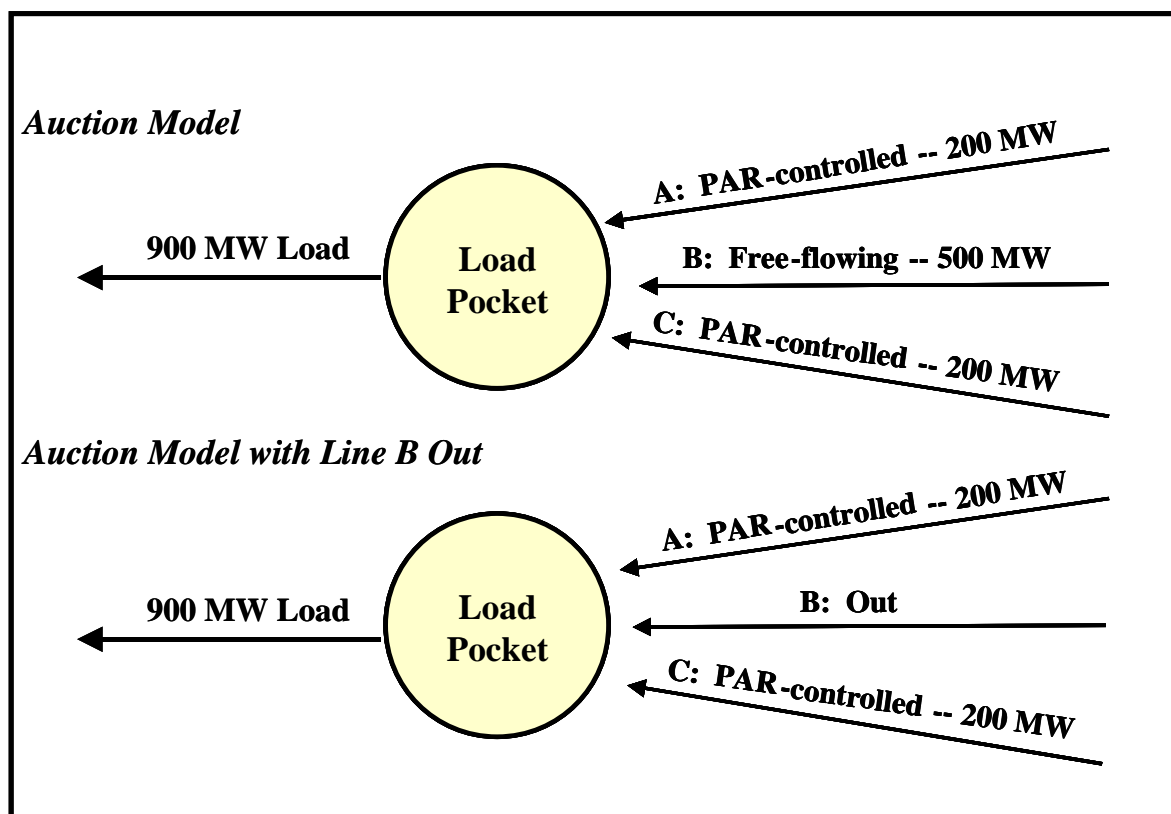 Auction Model
A: PAR-controlled -- 200 MW
900 MW Load
Load
Pocket
B: Free-flowing -- 500 MW
C: PAR-controlled -- 200 MW
Auction Model with Line B Out
A: PAR-controlled -- 200 MW
900 MW Load
Load
Pocket
B: Out
C: PAR-controlled -- 200 MW